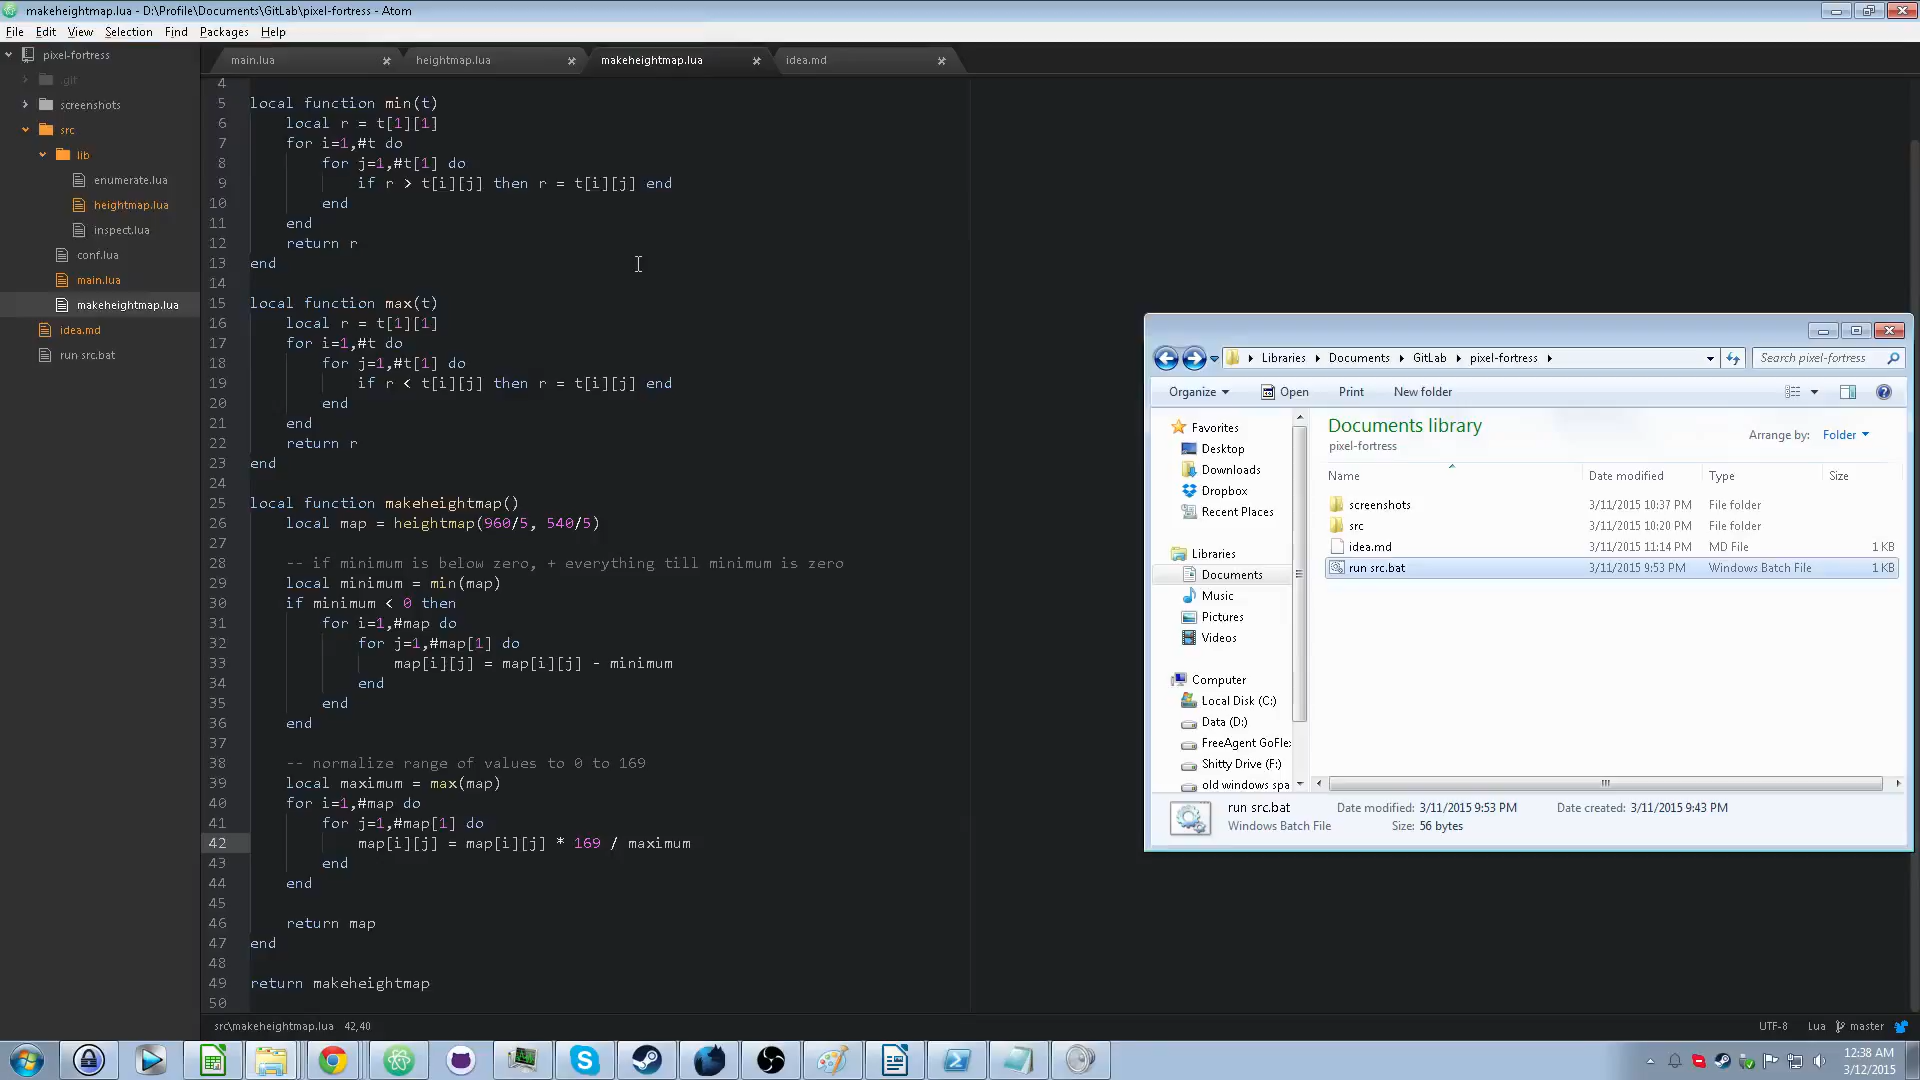 makeheightmap.lua - D:\Profile\Documents\GitLab\pixel-fortress - Atom
File Edit View Selection Find Packages Help
pixel-fortress
.git
screenshots
src
lib
enumerate.lua
heightmap.lua
inspect.lua
conf.lua
main.lua
makeheightmap.lua
idea.md
run src.bat
main.lua heightmap.lua makeheightmap.lua idea.md
4
5 local function min(t)
6 local r = t[1][1]
7 for i=1,#t do
8 for j=1,#t[1] do
9 if r > t[i][j] then r = t[i][j] end
10 end
11 end
12 return r
13 end
14
15 local function max(t)
16 local r = t[1][1]
17 for i=1,#t do
18 for j=1,#t[1] do
19 if r < t[i][j] then r = t[i][j] end
20 end
21 end
22 return r
23 end
24
25 local function makeheightmap()
26 local map = heightmap(960/5, 540/5)
27
28 -- if minimum is below zero, + everything till minimum is zero
29 local minimum = min(map)
30 if minimum < 0 then
31 for i=1,#map do
32 for j=1,#map[1] do
33 map[i][j] = map[i][j] - minimum
34 end
35 end
36 end
37
38 -- normalize range of values to 0 to 169
39 local maximum = max(map)
40 for i=1,#map do
41 for j=1,#map[1] do
42 map[i][j] = map[i][j] * 169 / maximum
43 end
44 end
45
46 return map
47 end
48
49 return makeheightmap
50
src\makeheightmap.lua 42,40
UTF-8 Lua master
Libraries Documents GitLab pixel-fortress
Search pixel-fortress
Organize Open Print New folder
Favorites
Desktop
Downloads
Dropbox
Recent Places
Libraries
Documents
Music
Pictures
Videos
Computer
Local Disk (C:)
Data (D:)
FreeAgent GoFle
Shitty Drive (F:)
old windows spa
Documents library
pixel-fortress
Arrange by: Folder
Name Date modified Type Size
screenshots 3/11/2015 10:37 PM File folder
src 3/11/2015 10:20 PM File folder
idea.md 3/11/2015 11:14 PM MD File 1 KB
run src.bat 3/11/2015 9:53 PM Windows Batch File 1 KB
run src.bat Date modified: 3/11/2015 9:53 PM Date created: 3/11/2015 9:43 PM
Windows Batch File Size: 56 bytes
12:38 AM
3/12/2015